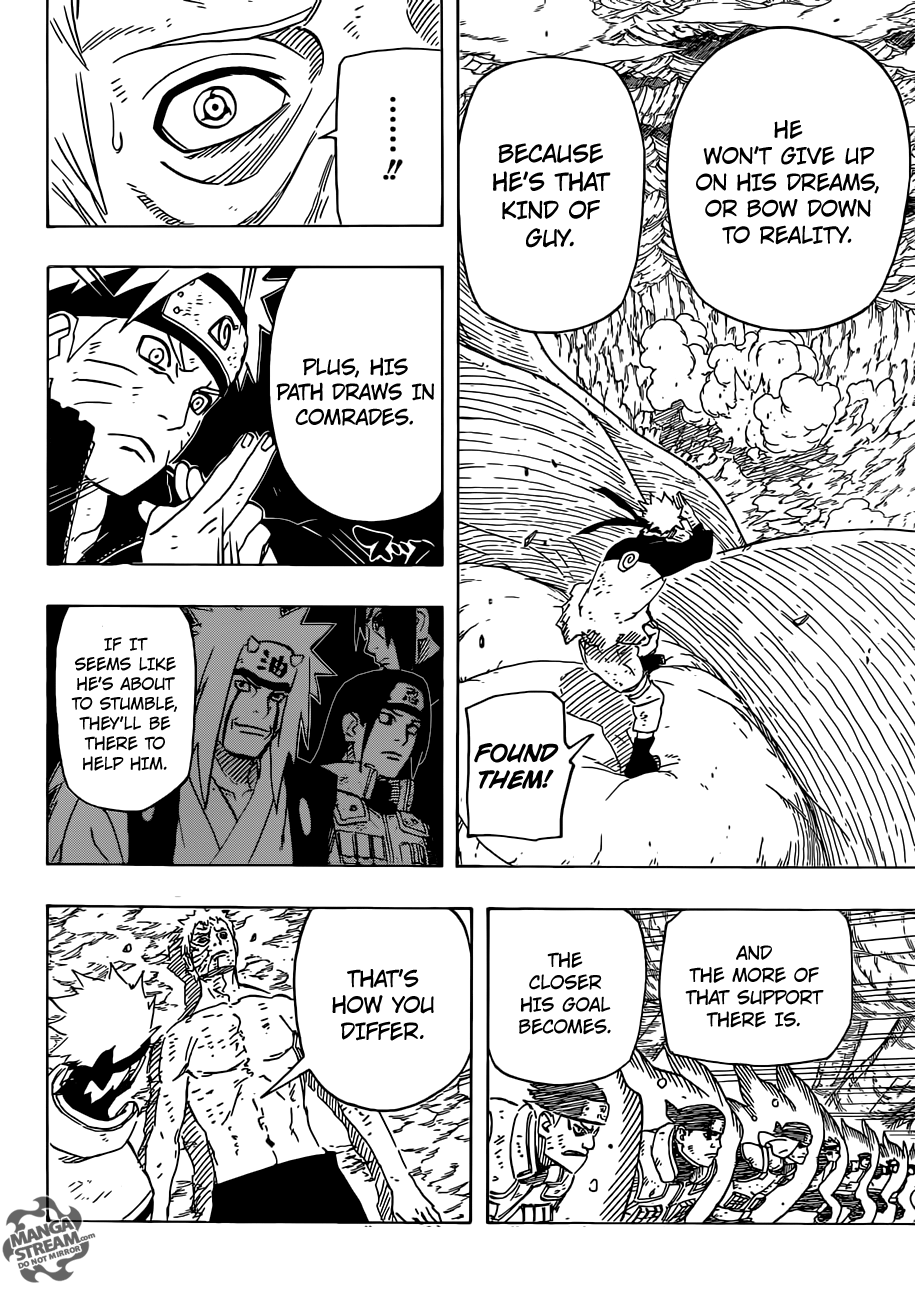 HE
WON'T GIVE UP
ON HIS DREAMS,
OR BOW DOWN
TO REALITY.
BECAUSE
HE'S THAT
KIND OF
GUY.
FOUND
THEM!
......!!
PLUS, HIS
PATH DRAWS IN
COMRADES.
IF IT
SEEMS LIKE
HE'S ABOUT
TO STUMBLE,
THEY'LL BE
THERE TO
HELP HIM.
油
忍
AND
THE MORE OF
THAT SUPPORT
THERE IS.
THE
CLOSER
HIS GOAL
BECOMES.
THAT'S
HOW YOU
DIFFER.
MANGA
STREAM.com
DO NOT MIRROR